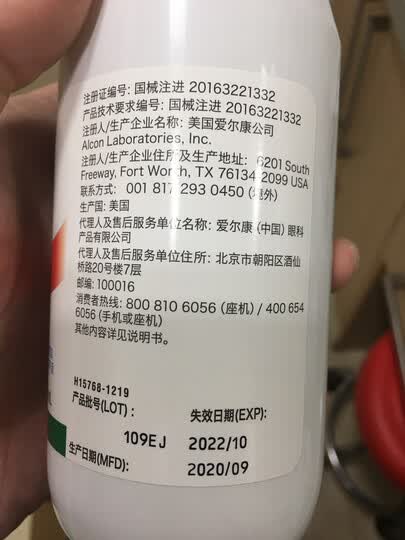 注册证编号: 国械注进 20163221332
产品技术要求编号: 国械注进 20163221332
注册人/生产企业名称: 美国爱尔康公司
Alcon Laboratories, Inc.
注册人/生产企业住所及生产地址: 6201 South
Freeway, Fort Worth, TX 76134 2099 USA
联系方式: 001 817 293 0450 (境外)
生产国: 美国
代理人及售后服务单位名称: 爱尔康 (中国) 眼科
产品有限公司
代理人及售后服务单位住所: 北京市朝阳区酒仙
桥路20号楼7层
邮编: 100016
消费者热线: 800 810 6056 (座机) / 400 654
6056 (手机或座机)
其他内容详见说明书。
H15768-1219
产品批号(LOT) : 失效日期(EXP):
109EJ 2022/10
生产日期(MFD): 2020/09